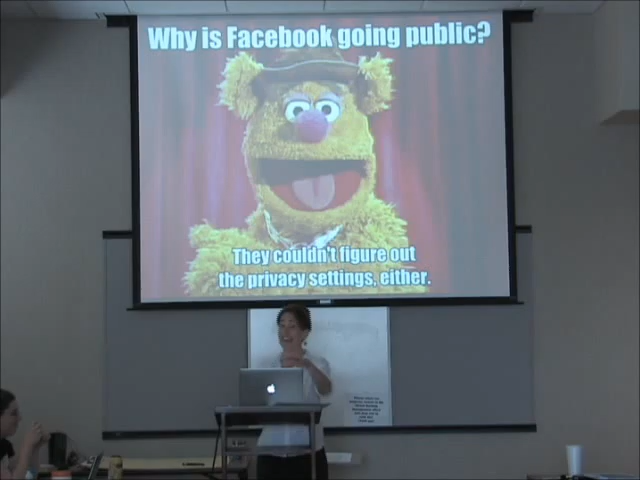 Why is Facebook going public?
They couldn't figure out
the privacy settings, either.